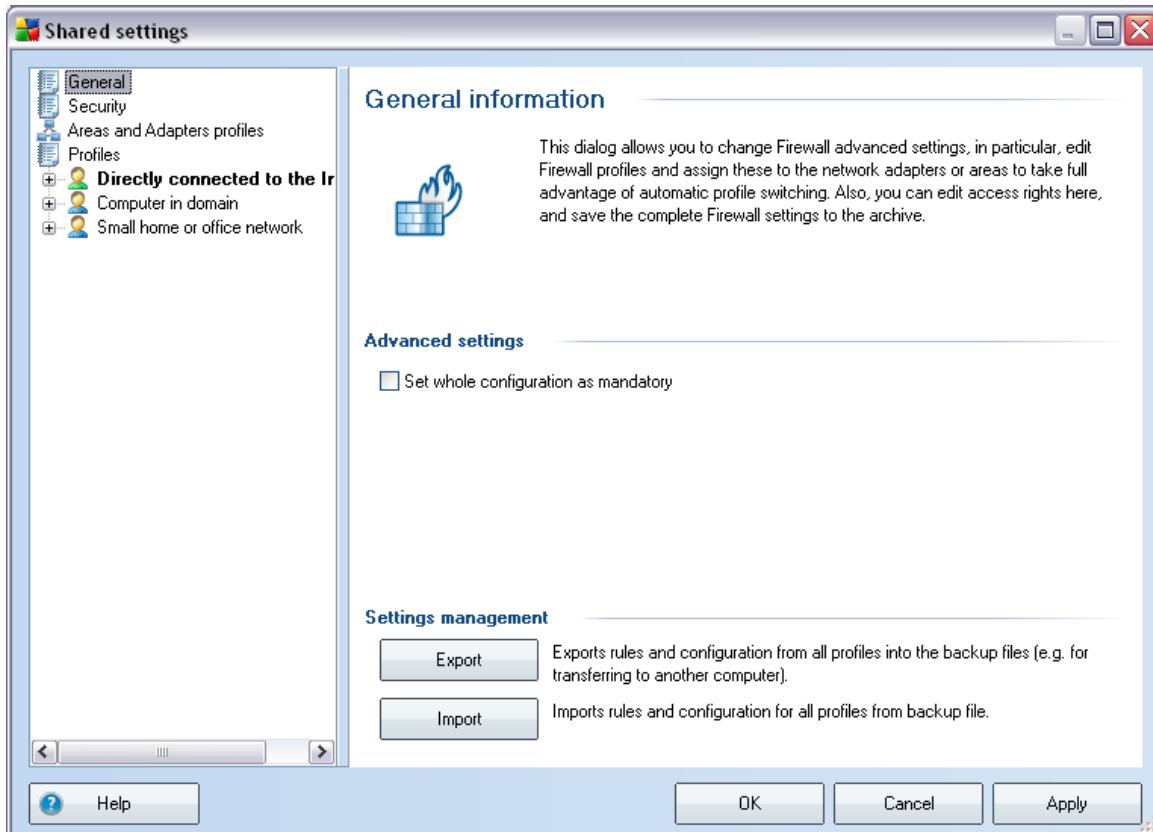 Shared settings
General
Security
Areas and Adapters profiles
Profiles
Directly connected to the Ir
Computer in domain
Small home or office network
General information
This dialog allows you to change Firewall advanced settings, in particular, edit
Firewall profiles and assign these to the network adapters or areas to take full
advantage of automatic profile switching. Also, you can edit access rights here,
and save the complete Firewall settings to the archive.
Advanced settings
Set whole configuration as mandatory
Settings management
Export
Exports rules and configuration from all profiles into the backup files (e.g. for
transferring to another computer).
Import
Imports rules and configuration for all profiles from backup file.
Help
OK
Cancel
Apply